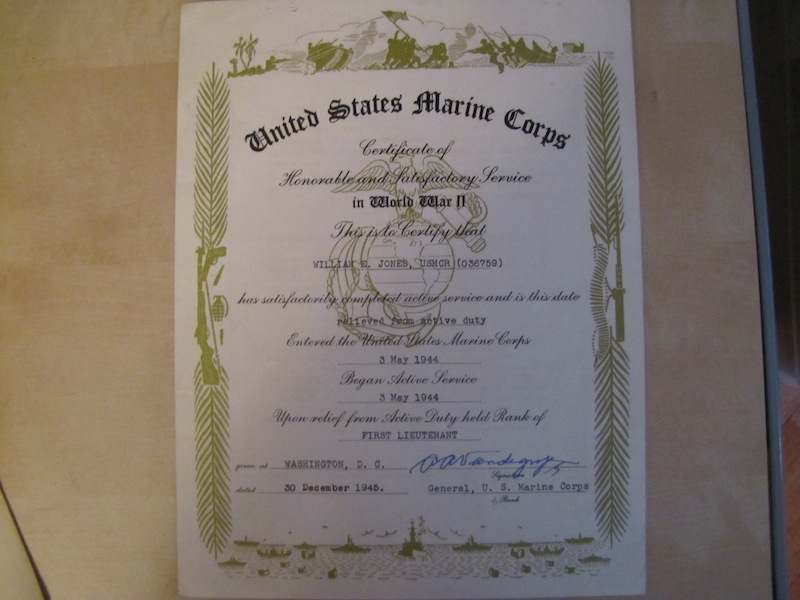 United States Marine Corps
Certificate of
Honorable and Satisfactory Service
in World War II
This is to Certify that
WILLIAM E. JONES, USMCR (036759)
has satisfactorily completed active service and is this date
relieved from active duty
Entered the United States Marine Corps
3 May 1944
Began Active Service
3 May 1944
Upon relief from Active Duty held Rank of
FIRST LIEUTENANT
given at WASHINGTON, D. C.
Signature
dated 30 December 1945. General, U. S. Marine Corps
Rank